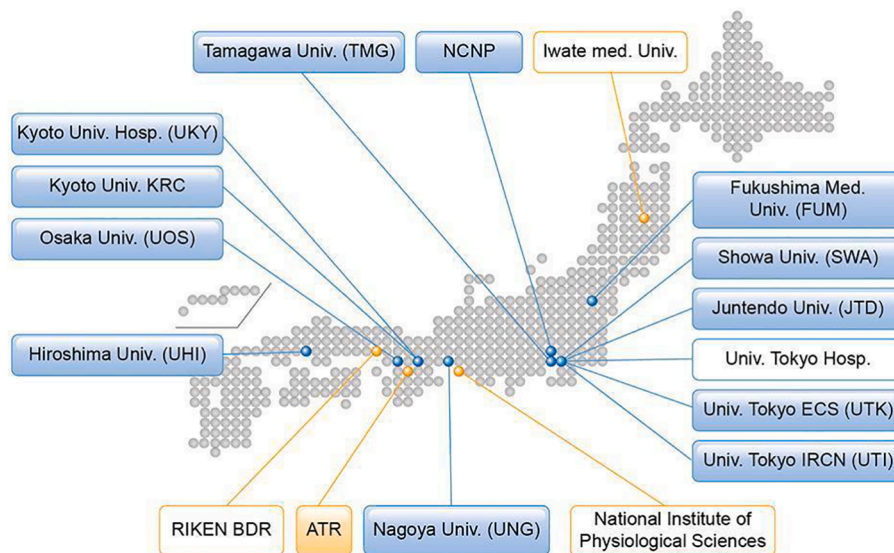 Tamagawa Univ. (TMG)
NCNP
Iwate med. Univ.
Kyoto Univ. Hosp. (UKY)
Kyoto Univ. KRC
Osaka Univ. (UOS)
Hiroshima Univ. (UHI)
Fukushima Med.
Univ. (FUM)
Showa Univ. (SWA)
Juntendo Univ. (JTD)
Univ. Tokyo Hosp.
Univ. Tokyo ECS (UTK)
Univ. Tokyo IRCN (UTI)
RIKEN BDR
ATR
Nagoya Univ. (UNG)
National Institute of
Physiological Sciences